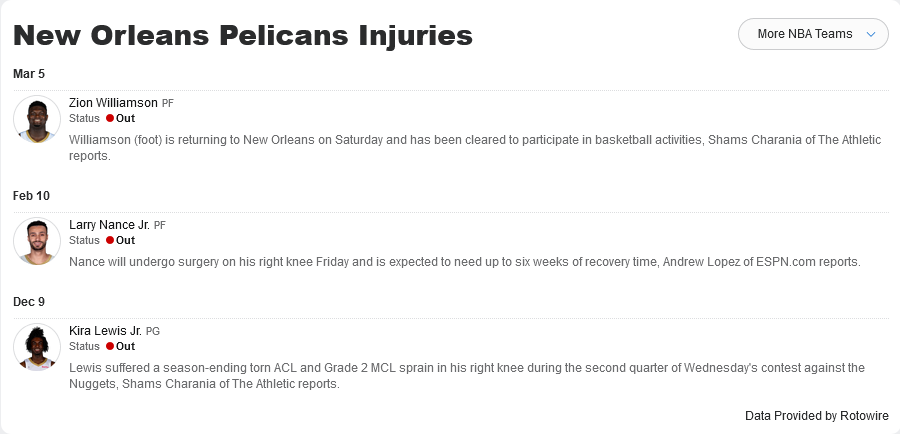 New Orleans Pelicans Injuries
More NBA Teams
Mar 5
Zion Williamson PF
Status Out
Williamson (foot) is returning to New Orleans on Saturday and has been cleared to participate in basketball activities, Shams Charania of The Athletic
reports.
Feb 10
Larry Nance Jr. PF
Status Out
Nance will undergo surgery on his right knee Friday and is expected to need up to six weeks of recovery time, Andrew Lopez of ESPN.com reports.
Dec 9
Kira Lewis Jr. PG
Status Out
Lewis suffered a season-ending torn ACL and Grade 2 MCL sprain in his right knee during the second quarter of Wednesday's contest against the
Nuggets, Shams Charania of The Athletic reports.
Data Provided by Rotowire